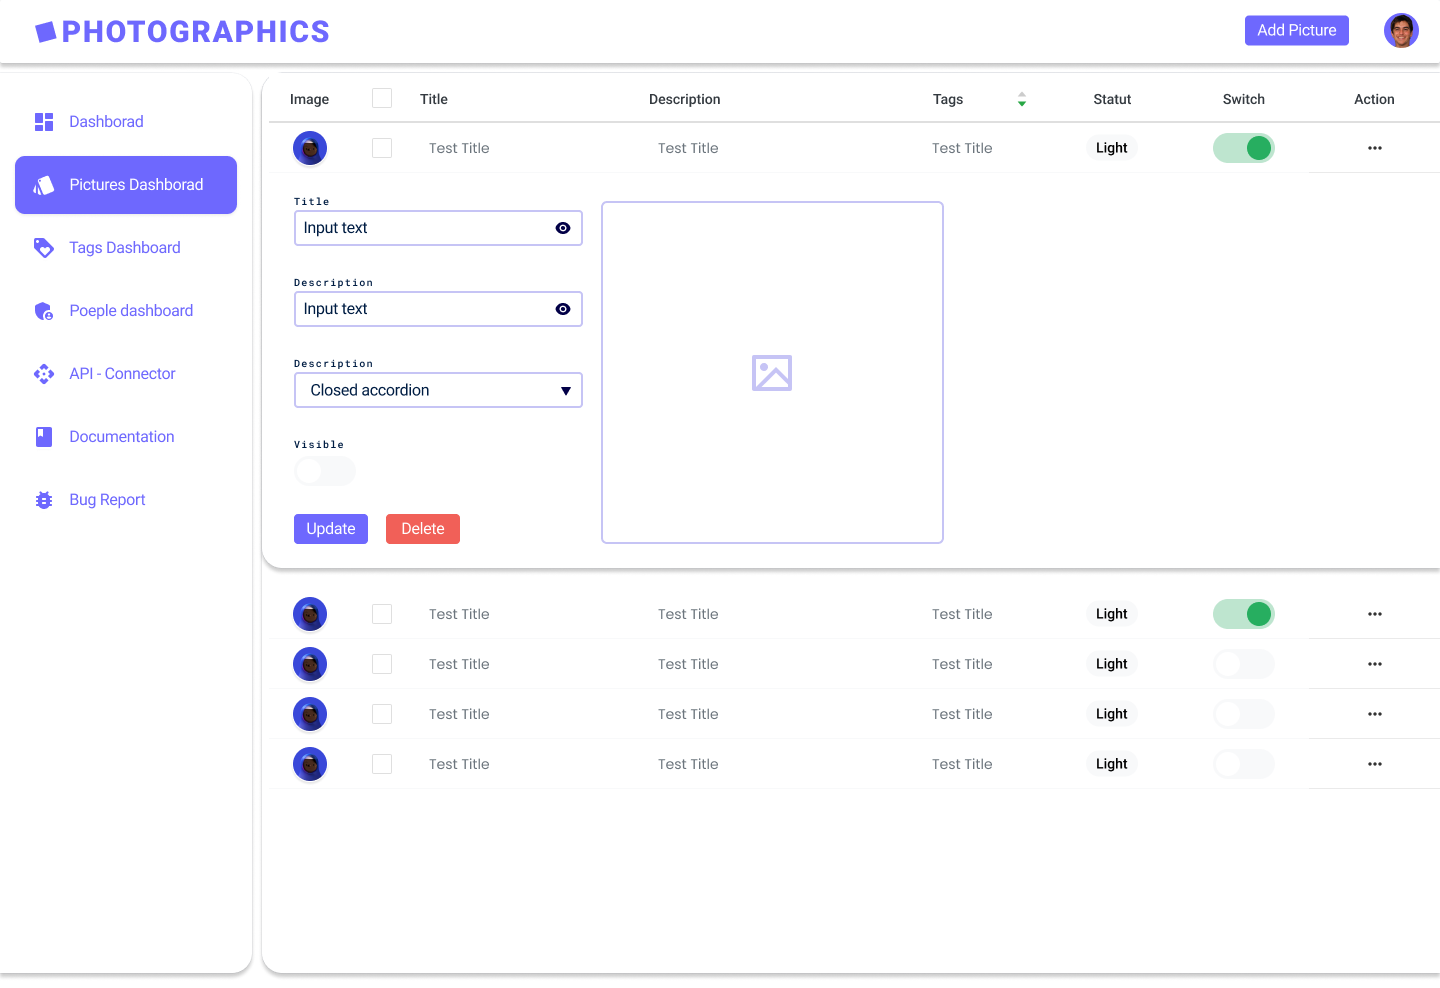 PHOTOGRAPHICS
Add Picture
Dashborad
Pictures Dashborad
Tags Dashboard
Poeple dashboard
API - Connector
Documentation
Bug Report
Image Title Description Tags Statut Switch Action
Test Title Test Title Test Title Light
Title
Input text
Description
Input text
Description
Closed accordion
Visible
Update Delete
Test Title Test Title Test Title Light
Test Title Test Title Test Title Light
Test Title Test Title Test Title Light
Test Title Test Title Test Title Light